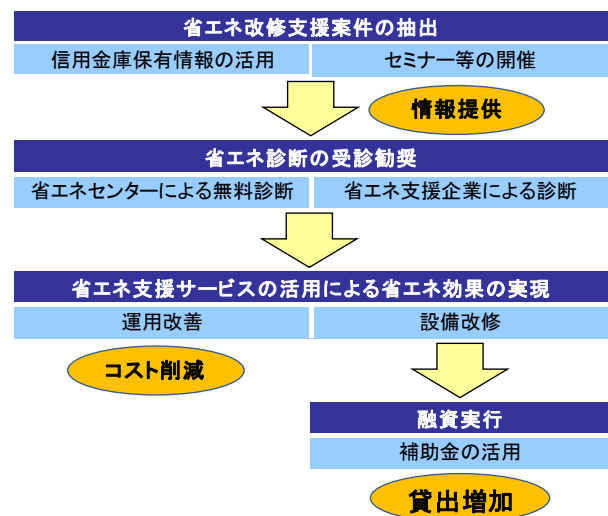 省エネ改修支援案件の抽出
信用金庫保有情報の活用
セミナー等の開催
情報提供
省エネ診断の受診勧奨
省エネセンターによる無料診断
省エネ支援企業による診断
省エネ支援サービスの活用による省エネ効果の実現
運用改善
設備改修
コスト削減
融資実行
補助金の活用
貸出増加